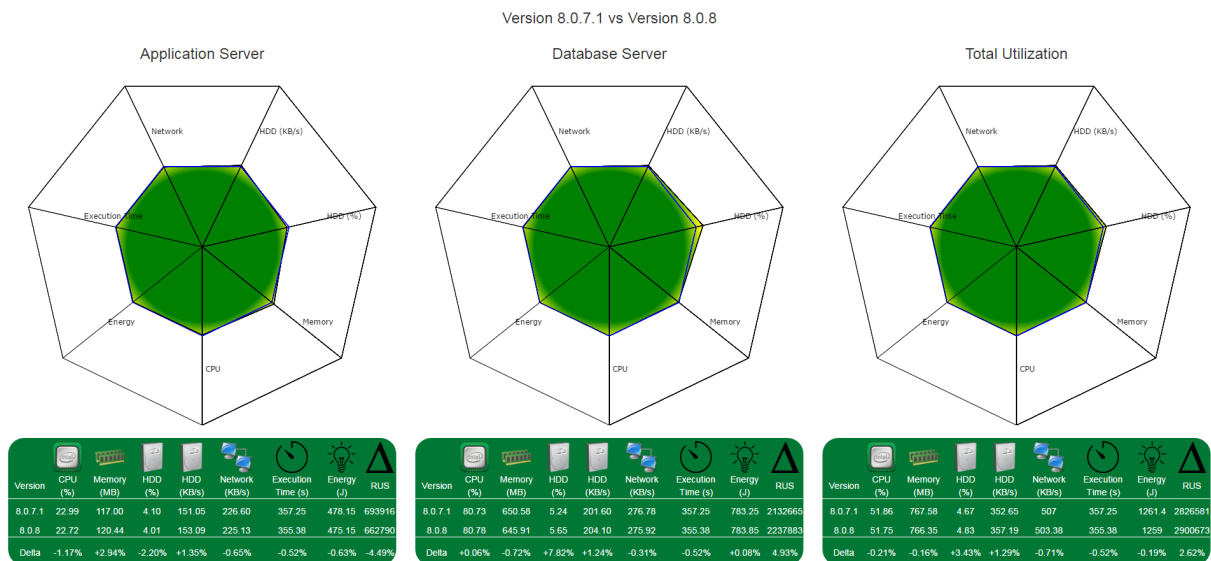 Version 8.0.7.1 vs Version 8.0.8
Application Server
Network
HDD (KB/s)
Execution Time
HDD (%)
Energy
Memory
CPU
Version CPU (%) Memory (MB) HDD (%) HDD (KB/s) Network (KB/s) Execution Time (s) Energy (J) RUS
8.0.7.1 22.99 117.00 4.10 151.05 226.60 357.25 478.15 693916
8.0.8 22.72 120.44 4.01 153.09 225.13 355.38 475.15 662790
Delta -1.17% +2.94% -2.20% +1.35% -0.65% -0.52% -0.63% -4.49%
Database Server
Network
HDD (KB/s)
Execution Time
HDD (%)
Energy
Memory
CPU
Version CPU (%) Memory (MB) HDD (%) HDD (KB/s) Network (KB/s) Execution Time (s) Energy (J) RUS
8.0.7.1 80.73 650.58 5.24 201.60 276.78 357.25 783.25 2132665
8.0.8 80.78 645.91 5.65 204.10 275.92 355.38 783.85 2237883
Delta +0.06% -0.72% +7.82% +1.24% -0.31% -0.52% +0.08% 4.93%
Total Utilization
Network
HDD (KB/s)
Execution Time
HDD (%)
Energy
Memory
CPU
Version CPU (%) Memory (MB) HDD (%) HDD (KB/s) Network (KB/s) Execution Time (s) Energy (J) RUS
8.0.7.1 51.86 767.58 4.67 352.65 507 357.25 1261.4 2826581
8.0.8 51.75 766.35 4.83 357.19 503.38 355.38 1259 2900673
Delta -0.21% -0.16% +3.43% +1.29% -0.71% -0.52% -0.19% 2.62%